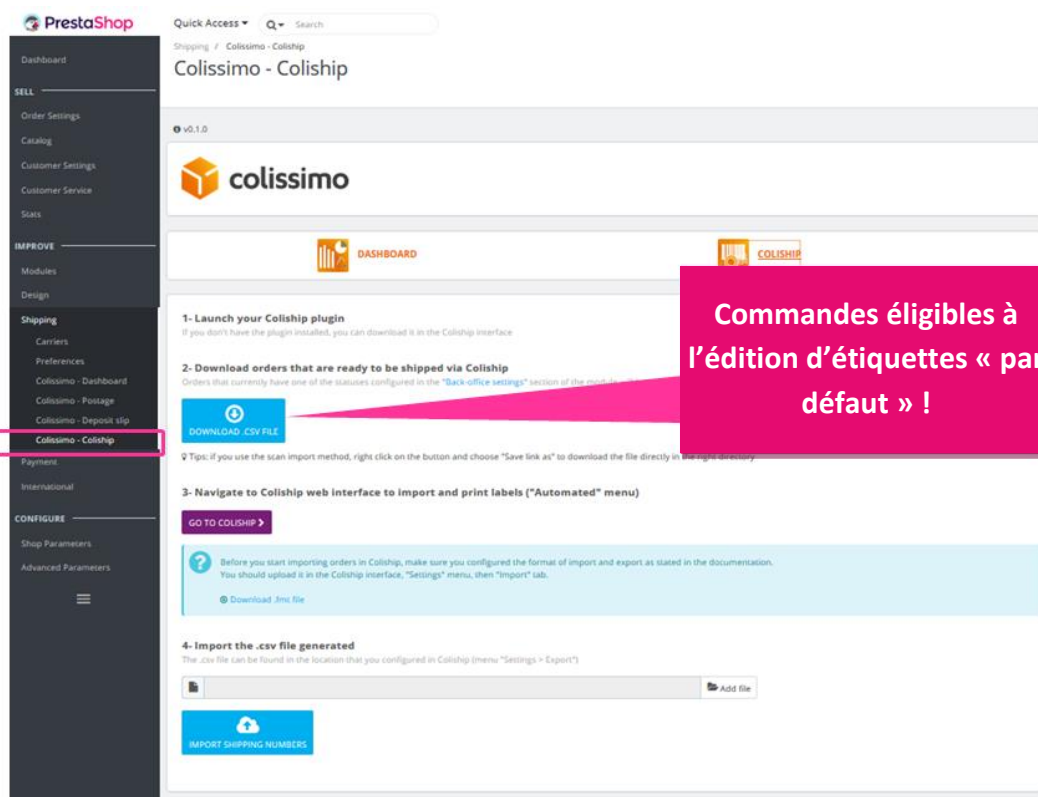 PrestaShop
Quick Access
Search
Shipping / Colissimo - Coliship
Colissimo - Coliship
Dashboard
SELL
Order Settings
Catalog
Customer Settings
Customer Service
Stats
IMPROVE
Modules
Design
Shipping
Carriers
Preferences
Colissimo - Dashboard
Colissimo - Postage
Colissimo - Deposit slip
Colissimo - Coliship
Payment
International
CONFIGURE
Shop Parameters
Advanced Parameters
v0.1.0
colissimo
DASHBOARD
COLISHIP
Commandes éligibles à
l’édition d’étiquettes « par
défaut » !
1- Launch your Coliship plugin
If you don't have the plugin installed, you can download it in the Coliship interface
2- Download orders that are ready to be shipped via Coliship
Orders that currently have one of the statuses configured in the "Back-office settings" section of the module
DOWNLOAD .CSV FILE
Tips: if you use the scan import method, right click on the button and choose "Save link as" to download the file directly in the right directory
3- Navigate to Coliship web interface to import and print labels ("Automated" menu)
GO TO COLISHIP
Before you start importing orders in Coliship, make sure you configured the format of import and export as stated in the documentation.
You should upload it in the Coliship interface, "Settings" menu, then "Import" tab.
Download .fmt file
4- Import the .csv file generated
The .csv file can be found in the location that you configured in Coliship (menu "Settings > Export")
Add file
IMPORT SHIPPING NUMBERS